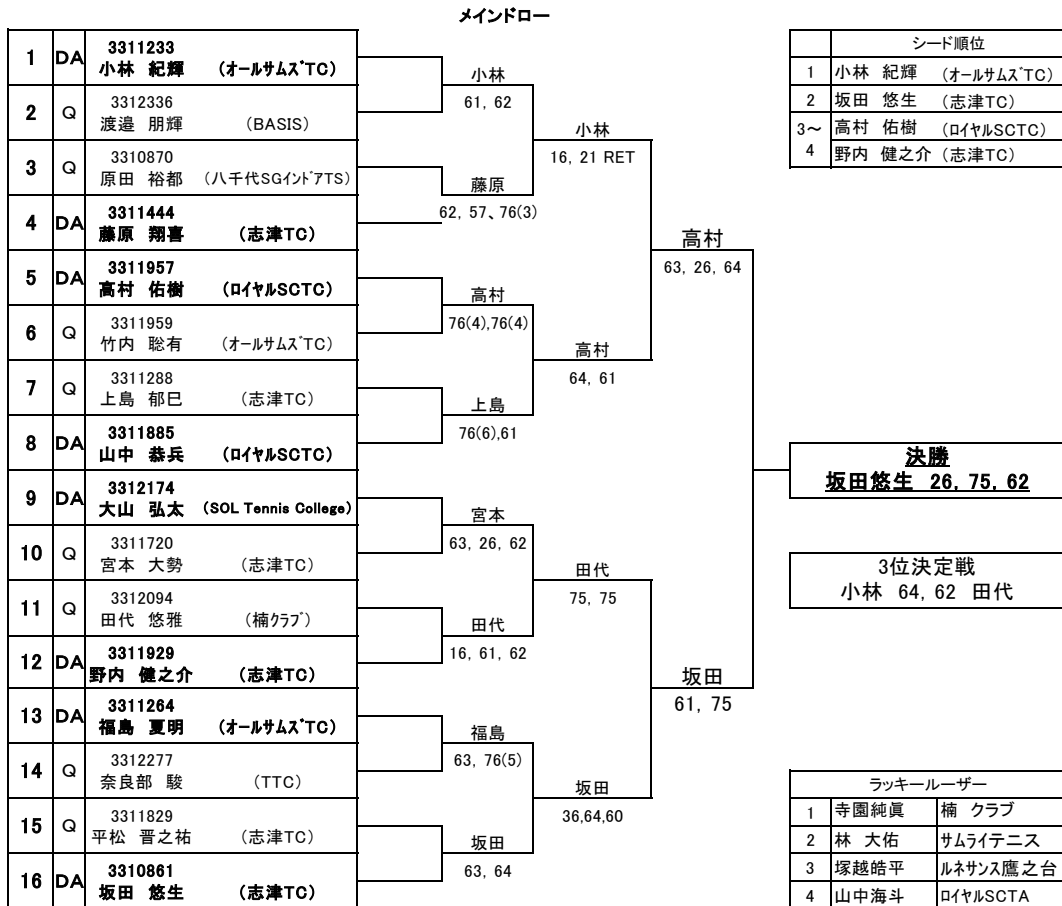 メインドロー
1 DA 3311233
小林 紀輝 (オールサムズTC)
2 Q 3312336
渡邉 朋輝 (BASIS)
3 Q 3310870
原田 裕都 (八千代SGインドアTS)
4 DA 3311444
藤原 翔喜 (志津TC)
5 DA 3311957
高村 佑樹 (ロイヤルSCTC)
6 Q 3311959
竹内 聡有 (オールサムズTC)
7 Q 3311288
上島 郁巳 (志津TC)
8 DA 3311885
山中 恭兵 (ロイヤルSCTC)
9 DA 3312174
大山 弘太 (SOL Tennis College)
10 Q 3311720
宮本 大勢 (志津TC)
11 Q 3312094
田代 悠雅 (楠クラブ)
12 DA 3311929
野内 健之介 (志津TC)
13 DA 3311264
福島 夏明 (オールサムズTC)
14 Q 3312277
奈良部 駿 (TTC)
15 Q 3311829
平松 晋之祐 (志津TC)
16 DA 3310861
坂田 悠生 (志津TC)
小林
61, 62
藤原
62, 57、76(3)
高村
76(4),76(4)
上島
76(6),61
宮本
63, 26, 62
田代
16, 61, 62
福島
63, 76(5)
坂田
63, 64
小林
16, 21 RET
高村
64, 61
田代
75, 75
坂田
36,64,60
高村
63, 26, 64
坂田
61, 75
シード順位
1 小林 紀輝 (オールサムズTC)
2 坂田 悠生 (志津TC)
3～ 高村 佑樹 (ロイヤルSCTC)
4 野内 健之介 (志津TC)
決勝
坂田悠生 26, 75, 62
3位決定戦
小林 64, 62 田代
ラッキールーザー
1 寺園純眞 楠 クラブ
2 林 大佑 サムライテニス
3 塚越皓平 ルネサンス鷹之台
4 山中海斗 ロイヤルSCTA